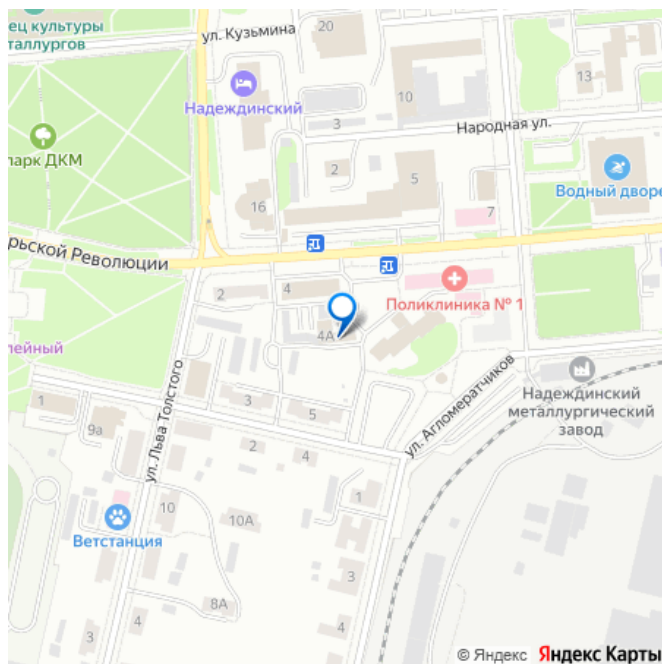 ец культуры
еталлургов
ул. Кузьмина
20
Надеждинский
10
13
3
Народная ул.
парк ДКМ
2
5
Водный дворе
16
7
рьской Революции
2
4
Поликлиника № 1
4А
лейный
ул. Льва Толстого
ул. Агломератчиков
Надеждинский
металлургический
завод
1
3
5
9а
2
4
1
10
10А
Ветстанция
3
8А
3
4
4
© Яндекс Яндекс Карты